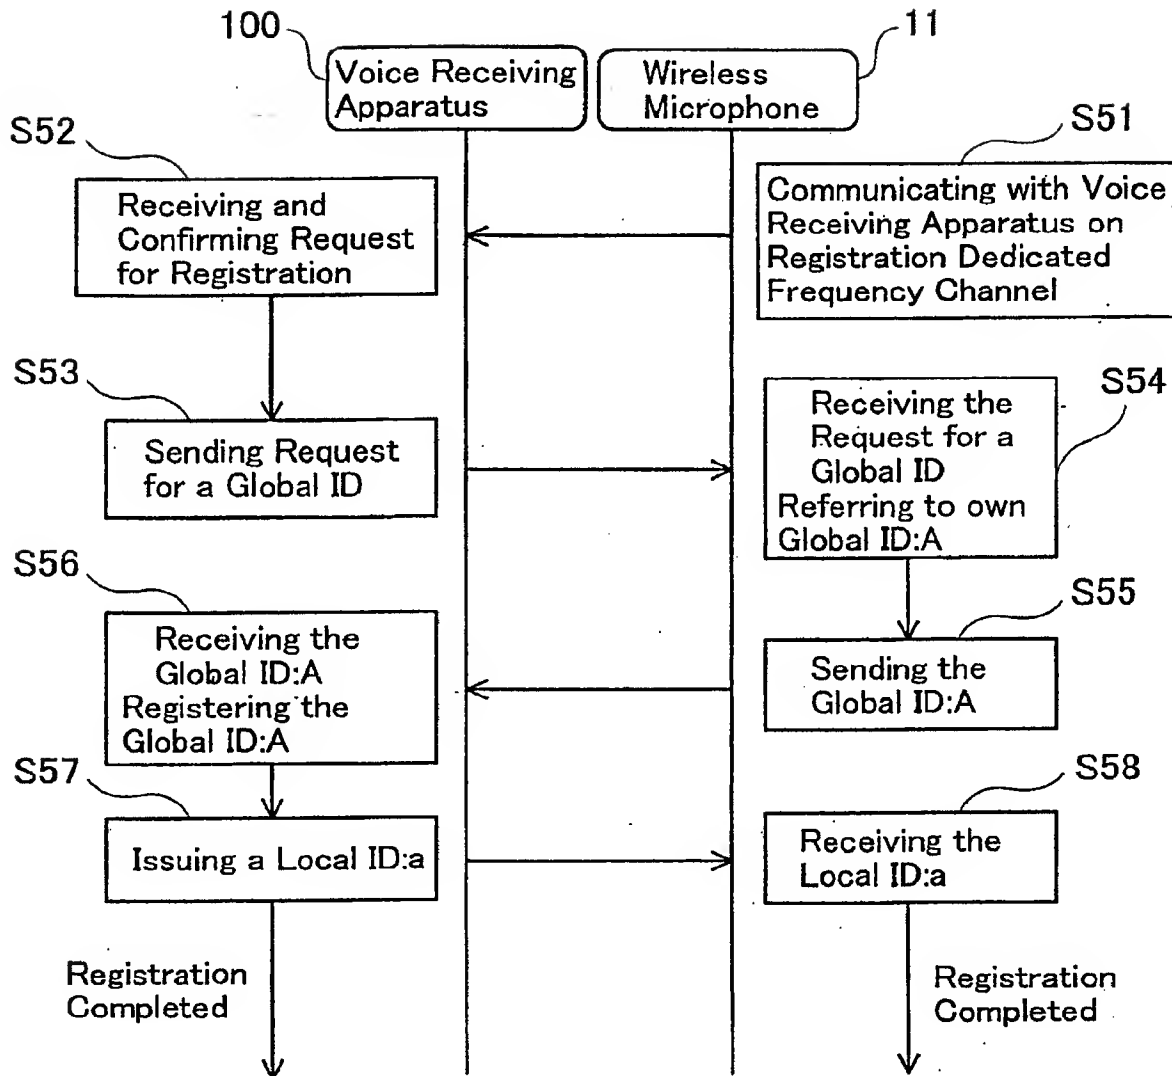 100
11
Voice Receiving
Apparatus
Wireless
Microphone
S52
S51
Receiving and
Confirming Request
for Registration
Communicating with Voice
Receiving Apparatus on
Registration Dedicated
Frequency Channel
S53
S54
Sending Request
for a Global ID
Receiving the
Request for a
Global ID
Referring to own
Global ID:A
S56
S55
Receiving the
Global ID:A
Registering the
Global ID:A
Sending the
Global ID:A
S57
S58
Issuing a Local ID:a
Receiving the
Local ID:a
Registration
Completed
Registration
Completed